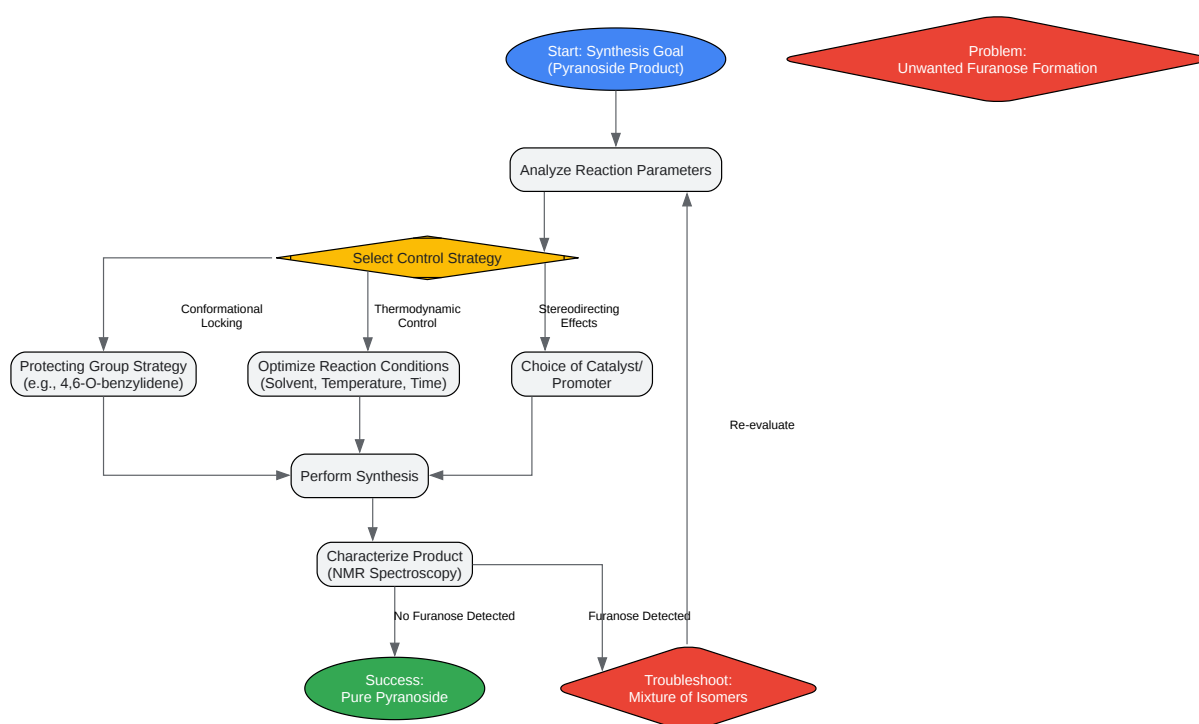 Start: Synthesis Goal
(Pyranoside Product)
Problem:
Unwanted Furanose Formation
Analyze Reaction Parameters
Select Control Strategy
Conformational
Locking
Thermodynamic
Control
Stereodirecting
Effects
Protecting Group Strategy
(e.g., 4,6-O-benzylidene)
Optimize Reaction Conditions
(Solvent, Temperature, Time)
Choice of Catalyst/
Promoter
Re-evaluate
Perform Synthesis
Characterize Product
(NMR Spectroscopy)
No Furanose Detected
Furanose Detected
Success:
Pure Pyranoside
Troubleshoot:
Mixture of Isomers